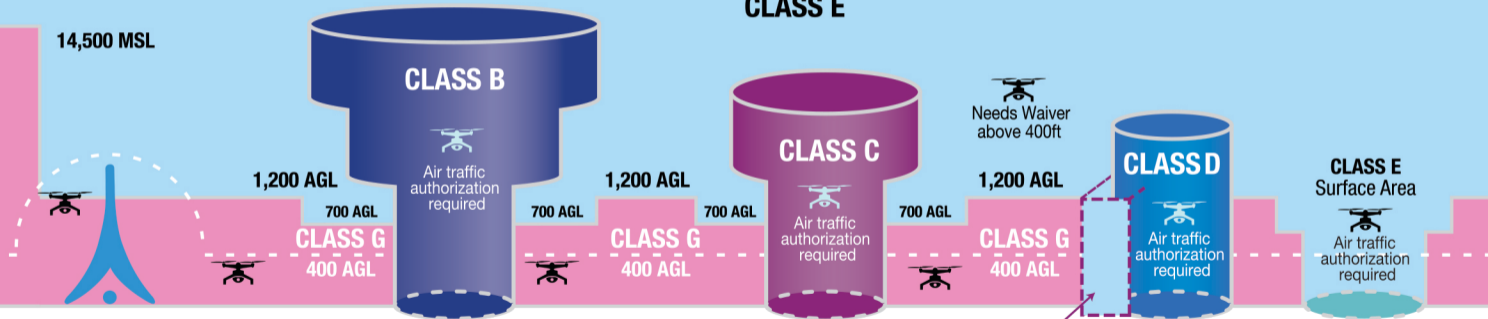 CLASS E
14,500 MSL
CLASS B
Air traffic
authorization
required
1,200 AGL
700 AGL
CLASS G
400 AGL
1,200 AGL
700 AGL
700 AGL
CLASS G
400 AGL
CLASS C
Air traffic
authorization
required
Needs Waiver
above 400ft
1,200 AGL
700 AGL
CLASS G
400 AGL
CLASS D
Air traffic
authorization
required
CLASS E
Surface Area
Air traffic
authorization
required